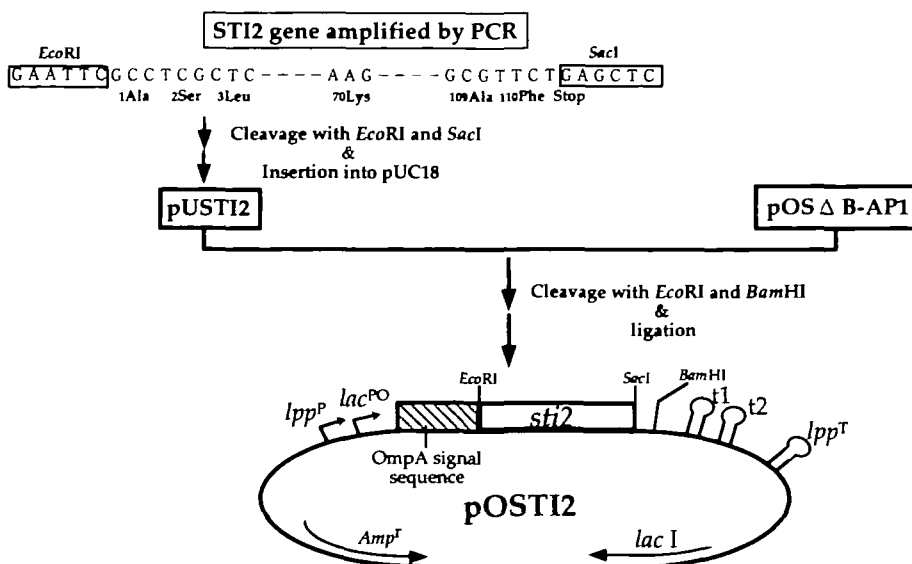 STI2 gene amplified by PCR
EcoRI SacI
GAATTCGCCTCGCTC----AAG----GCGTTCTGAGCTC
1Ala 2Ser 3Leu 70Lys 109Ala 110Phe Stop
Cleavage with EcoRI and SacI
&
Insertion into pUC18
pUSTI2 pOS Δ B-AP1
Cleavage with EcoRI and BamHI
&
ligation
EcoRI SacI BamHI
lppP lacPO sti2 t1 t2 lppT
OmpA signal
sequence
pOSTI2
Ampr lac I